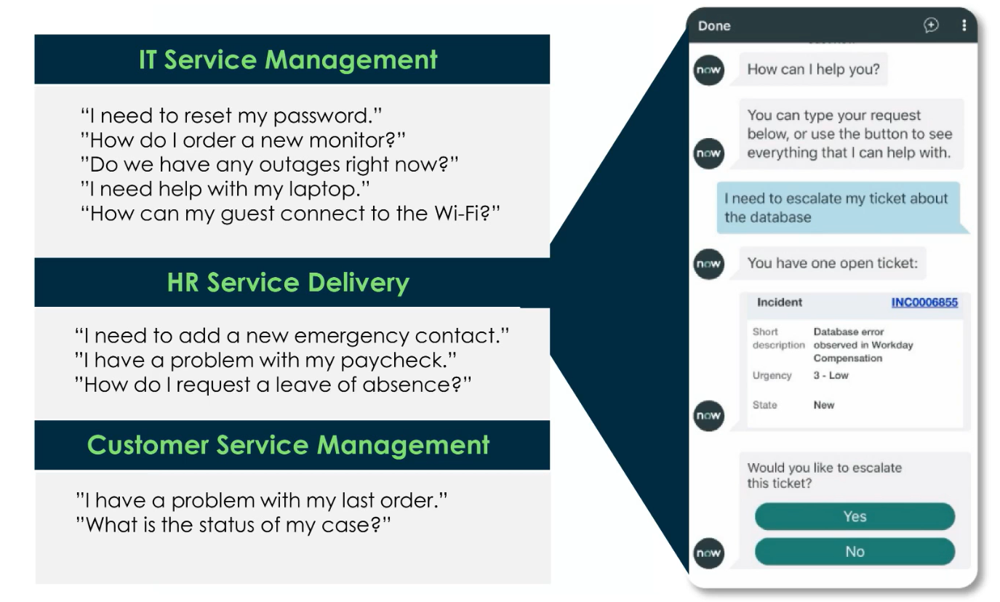 IT Service Management
“I need to reset my password.”
”How do I order a new monitor?”
”Do we have any outages right now?”
”I need help with my laptop.”
“How can my guest connect to the Wi-Fi?”
HR Service Delivery
“I need to add a new emergency contact.”
”I have a problem with my paycheck.”
”How do I request a leave of absence?”
Customer Service Management
”I have a problem with my last order.”
”What is the status of my case?”
Done
now
How can I help you?
You can type your request
below, or use the button to see
everything that I can help with.
now
I need to escalate my ticket about
the database
now
You have one open ticket:
Incident INC0006855
Short description Database error
observed in Workday
Compensation
Urgency 3 - Low
State New
now
Would you like to escalate
this ticket?
Yes
No
now